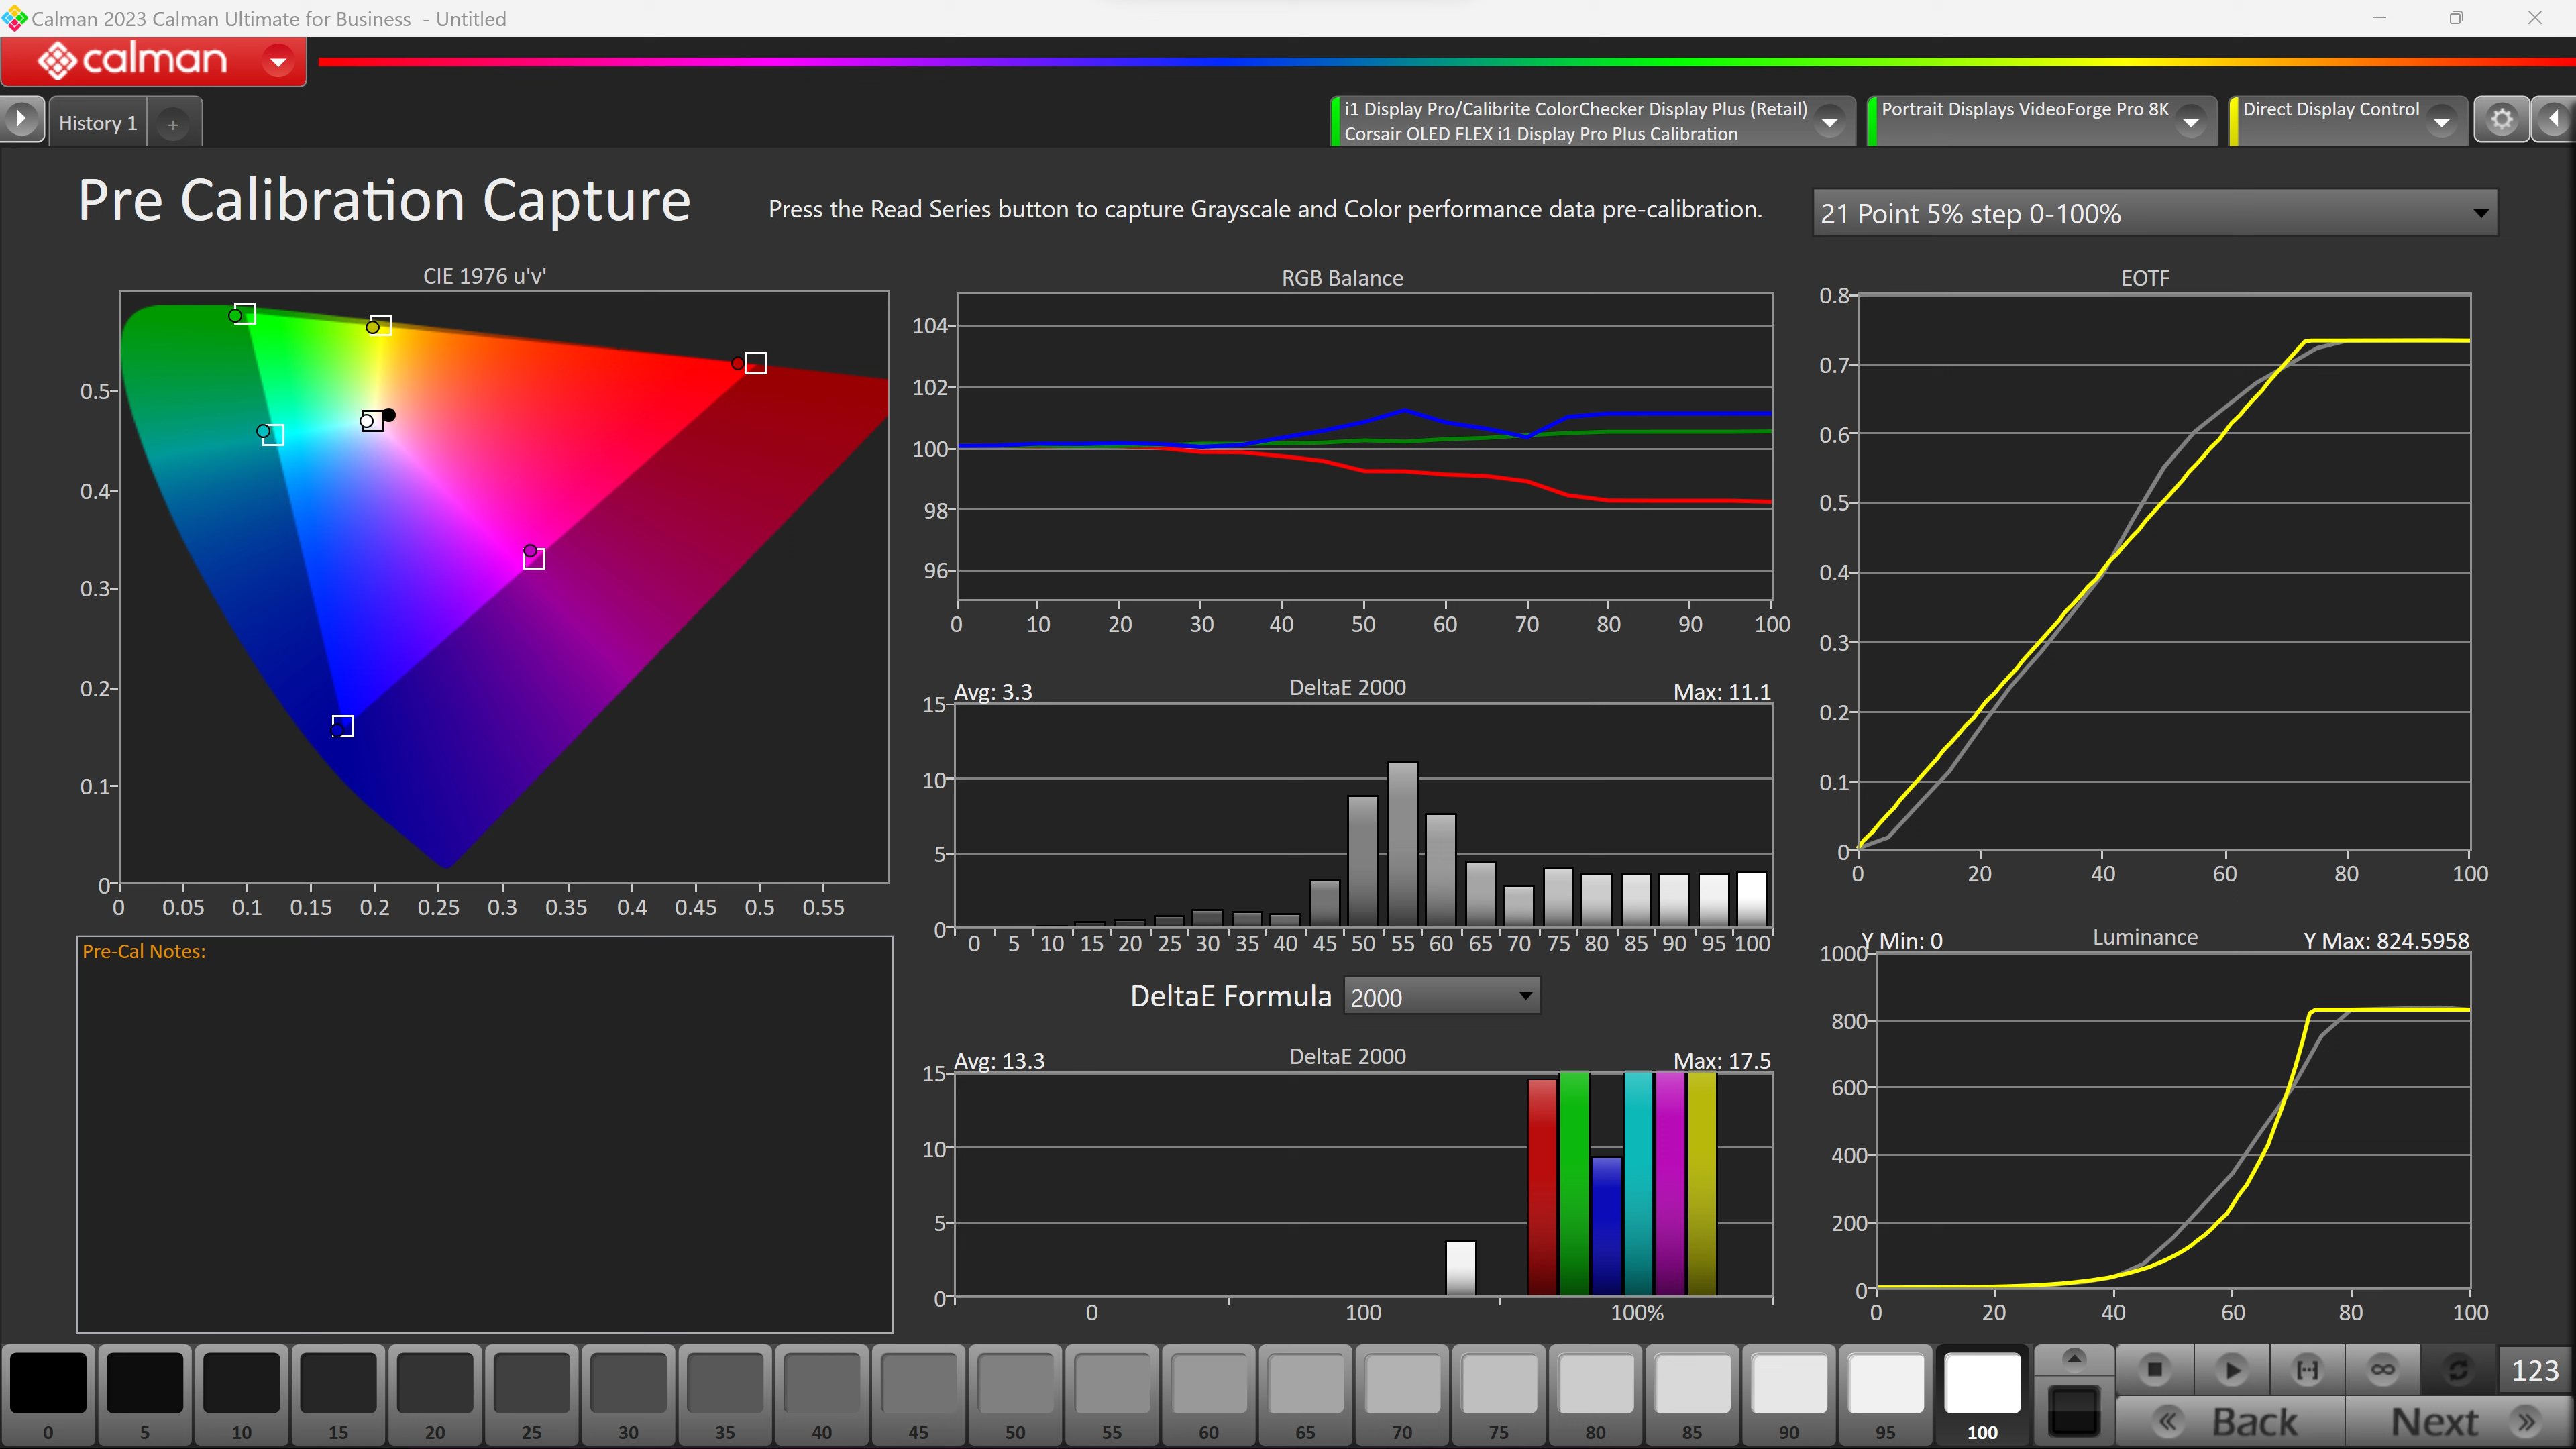 Calman 2023 Calman Ultimate for Business - Untitled
calman
History 1 +
i1 Display Pro/Calibrite ColorChecker Display Plus (Retail)
Corsair OLED FLEX i1 Display Pro Plus Calibration
Portrait Displays VideoForge Pro 8K
Direct Display Control
Pre Calibration Capture
Press the Read Series button to capture Grayscale and Color performance data pre-calibration.
21 Point 5% step 0-100%
CIE 1976 u'v'
0.5
0.4
0.3
0.2
0.1
0
0 0.05 0.1 0.15 0.2 0.25 0.3 0.35 0.4 0.45 0.5 0.55
Pre-Cal Notes:
RGB Balance
104
102
100
98
96
0 10 20 30 40 50 60 70 80 90 100
Avg: 3.3 DeltaE 2000 Max: 11.1
15
10
5
0
0 5 10 15 20 25 30 35 40 45 50 55 60 65 70 75 80 85 90 95 100
DeltaE Formula 2000
Avg: 13.3 DeltaE 2000 Max: 17.5
15
10
5
0
0 100 100%
EOTF
0.8
0.7
0.6
0.5
0.4
0.3
0.2
0.1
0
0 20 40 60 80 100
Y Min: 0 Luminance Y Max: 824.5958
1000
800
600
400
200
0
0 20 40 60 80 100
0 5 10 15 20 25 30 35 40 45 50 55 60 65 70 75 80 85 90 95 100
123
Back Next